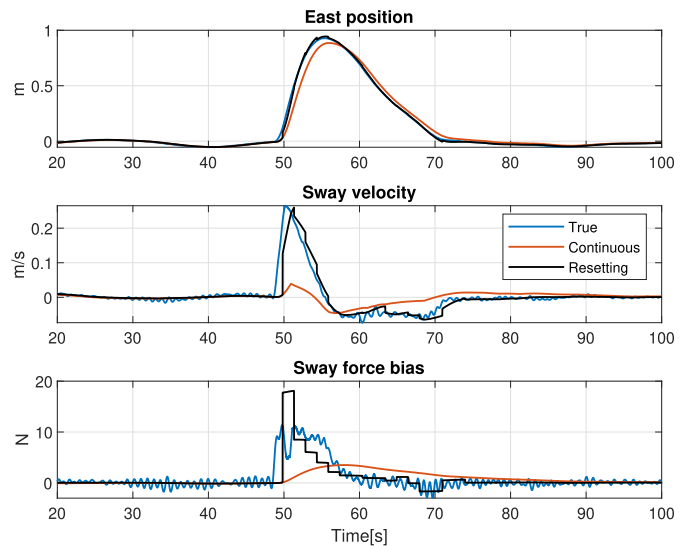 East position
1
0.5
0
m
20 30 40 50 60 70 80 90 100
Sway velocity
0.2
0.1
0
m/s
True
Continuous
Resetting
20 30 40 50 60 70 80 90 100
Sway force bias
20
10
0
N
20 30 40 50 60 70 80 90 100
Time[s]